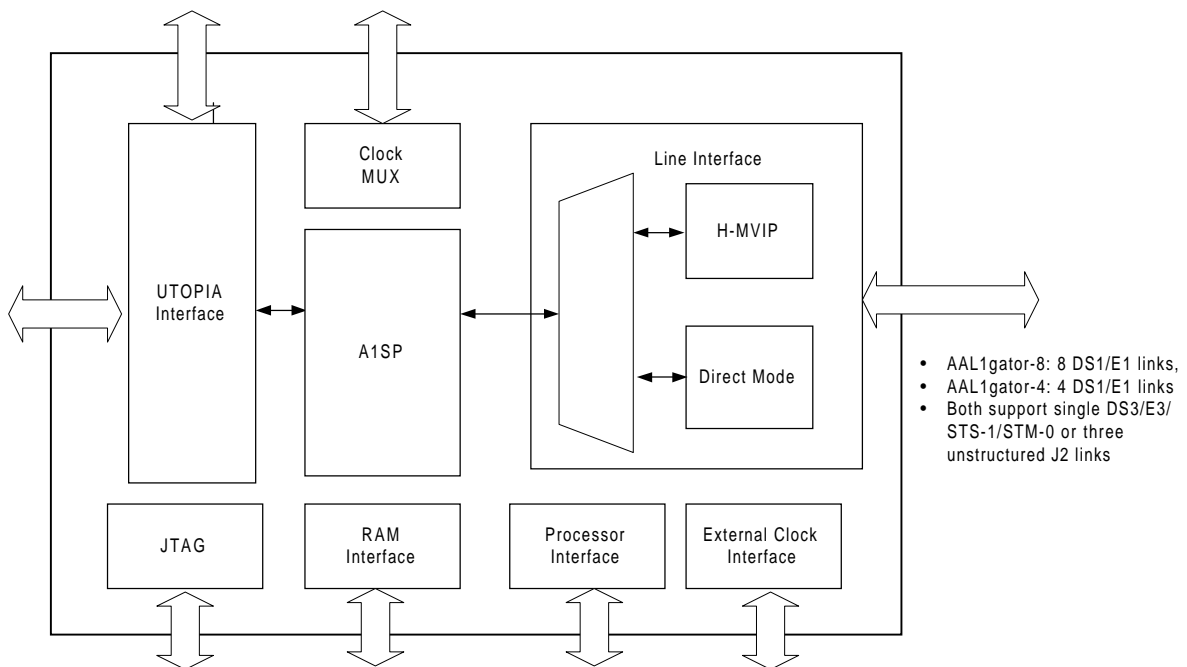 Clock
MUX
Line Interface
H-MVIP
UTOPIA
Interface
A1SP
Direct Mode
• AAL1gator-8: 8 DS1/E1 links,
• AAL1gator-4: 4 DS1/E1 links
• Both support single DS3/E3/
STS-1/STM-0 or three
unstructured J2 links
JTAG
RAM
Interface
Processor
Interface
External Clock
Interface